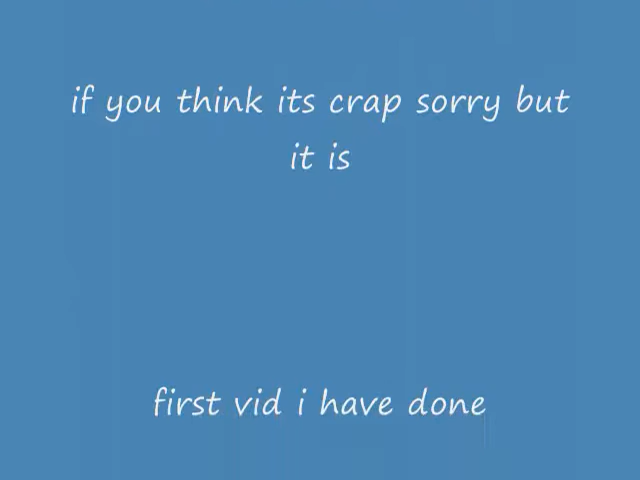 if you think its crap sorry but
it is
first vid i have done